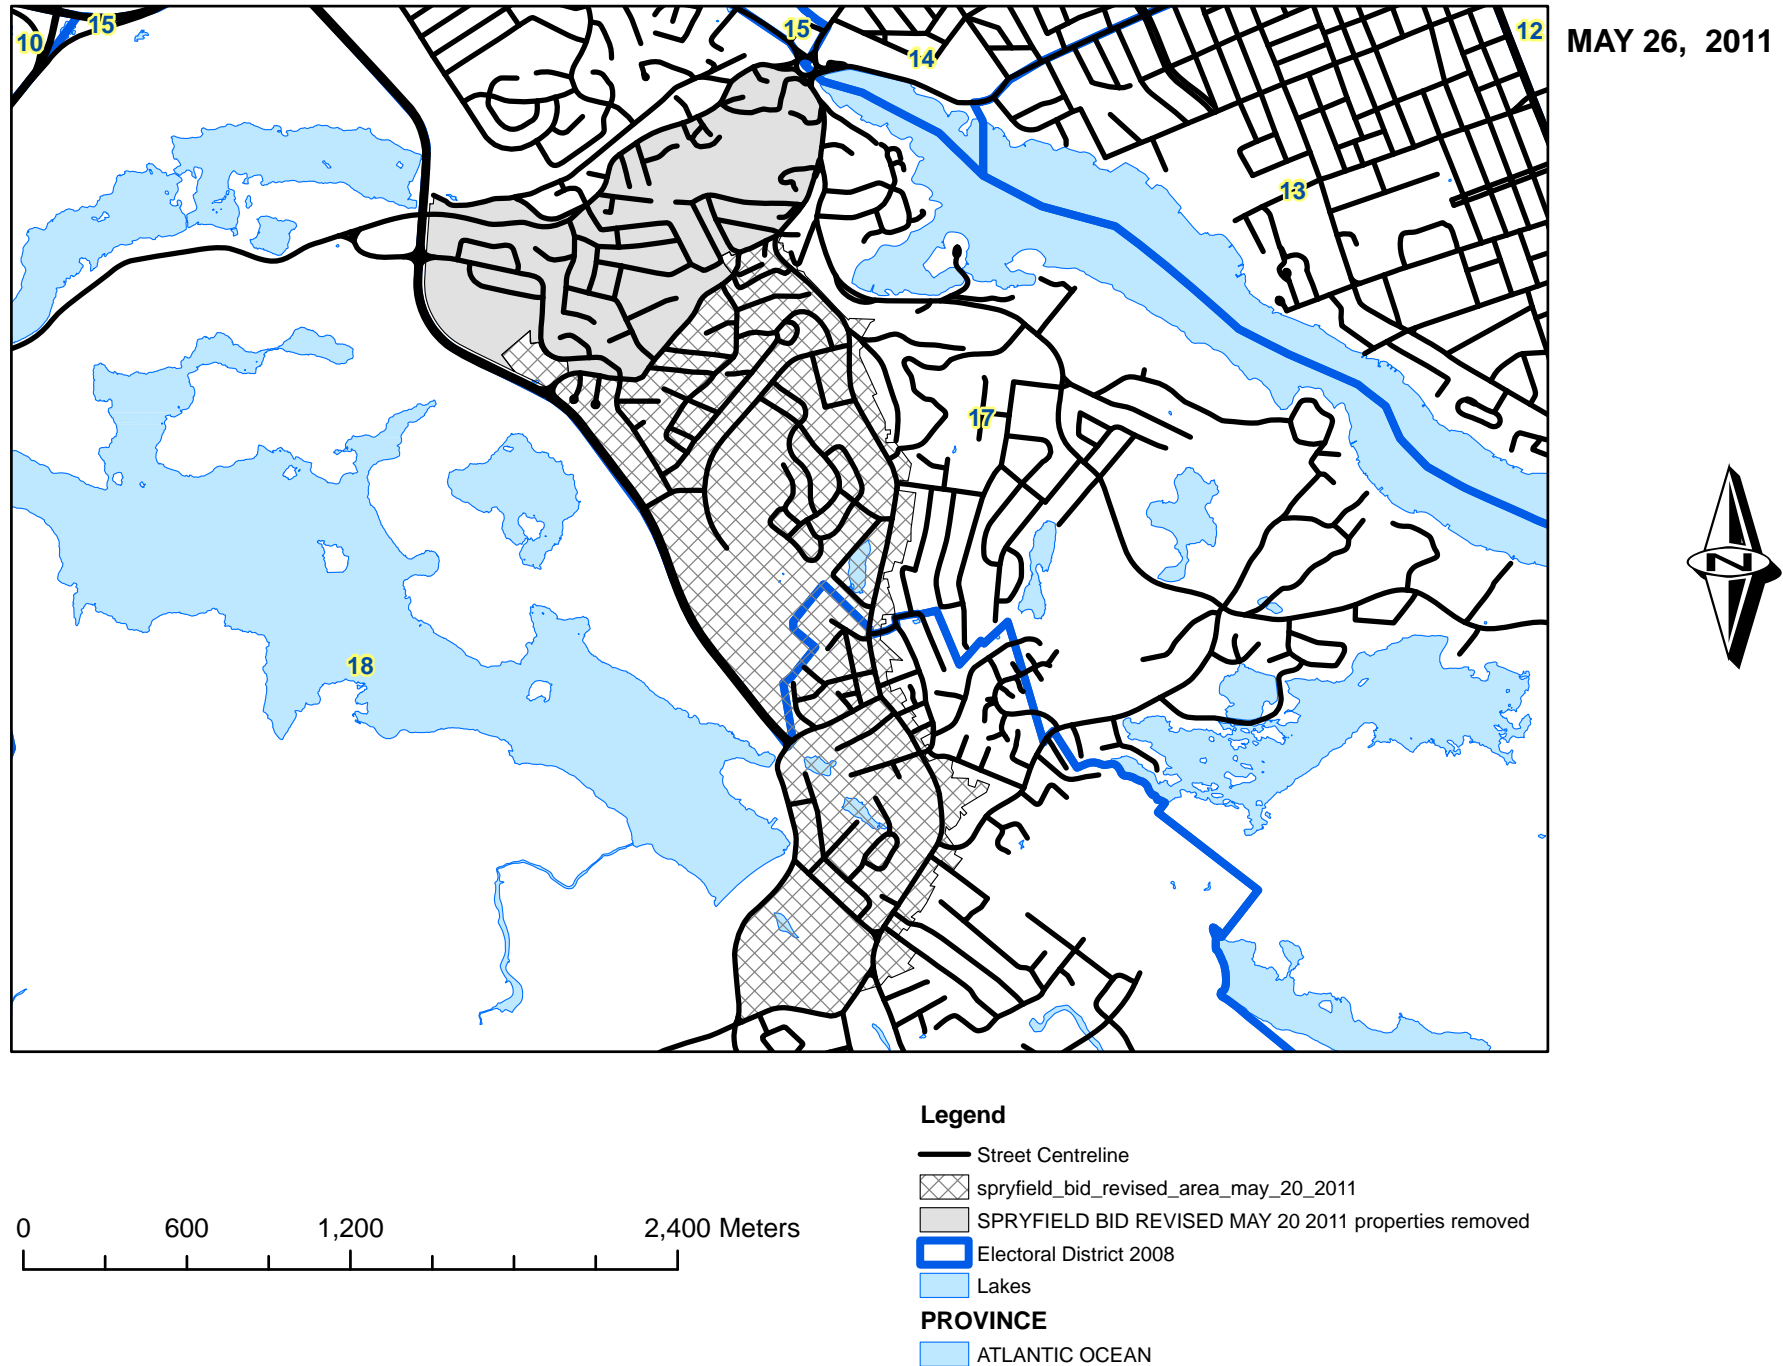 MAY 26, 2011
10
15
15
14
12
13
17
18
N
Legend
Street Centreline
spryfield_bid_revised_area_may_20_2011
SPRYFIELD BID REVISED MAY 20 2011 properties removed
Electoral District 2008
Lakes
PROVINCE
ATLANTIC OCEAN
0 600 1,200 2,400 Meters